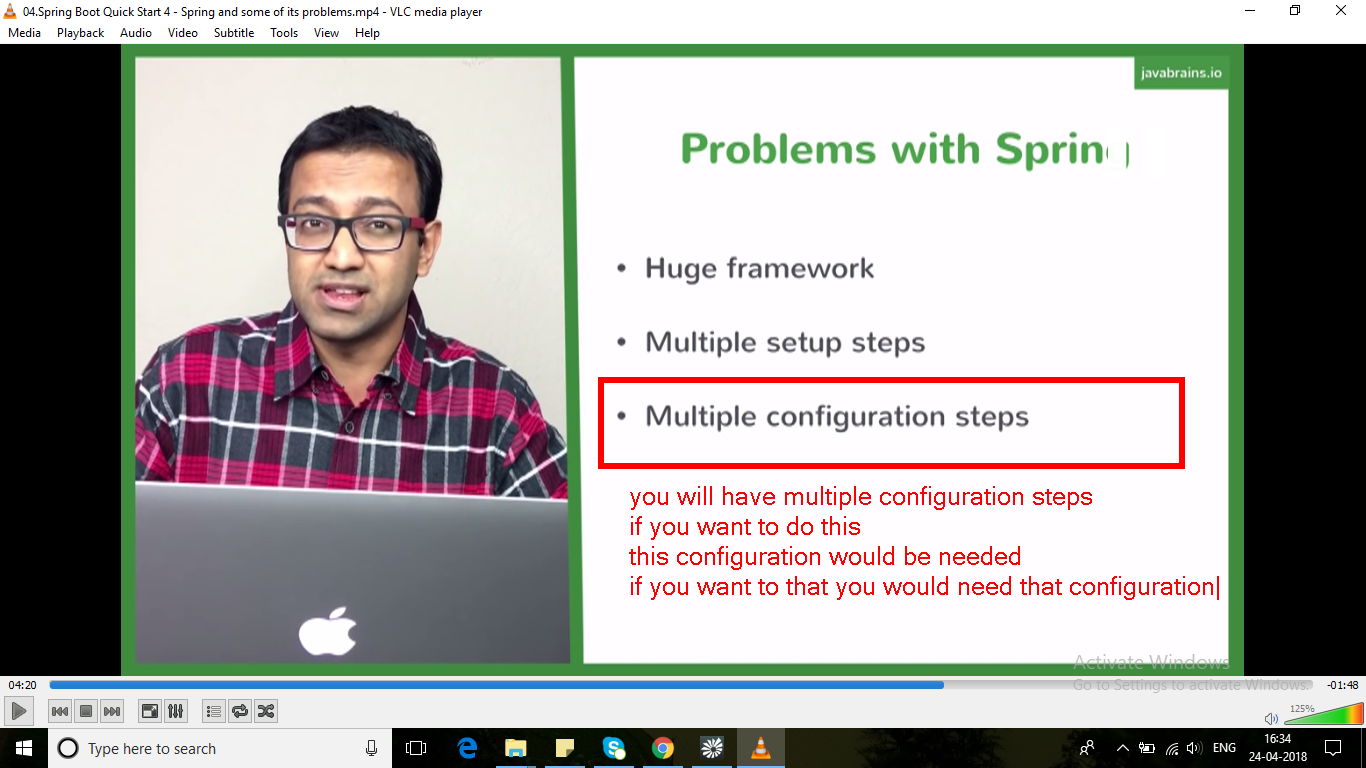 04.Spring Boot Quick Start 4 - Spring and some of its problems.mp4 - VLC media player
Media Playback Audio Video Subtitle Tools View Help
javabrains.io
Problems with Spring
• Huge framework
• Multiple setup steps
• Multiple configuration steps
you will have multiple configuration steps
if you want to do this
this configuration would be needed
if you want to that you would need that configuration
Activate Windows
Go to Settings to activate Windows.
04:20
-01:48
125%
Type here to search
ENG
16:34
24-04-2018